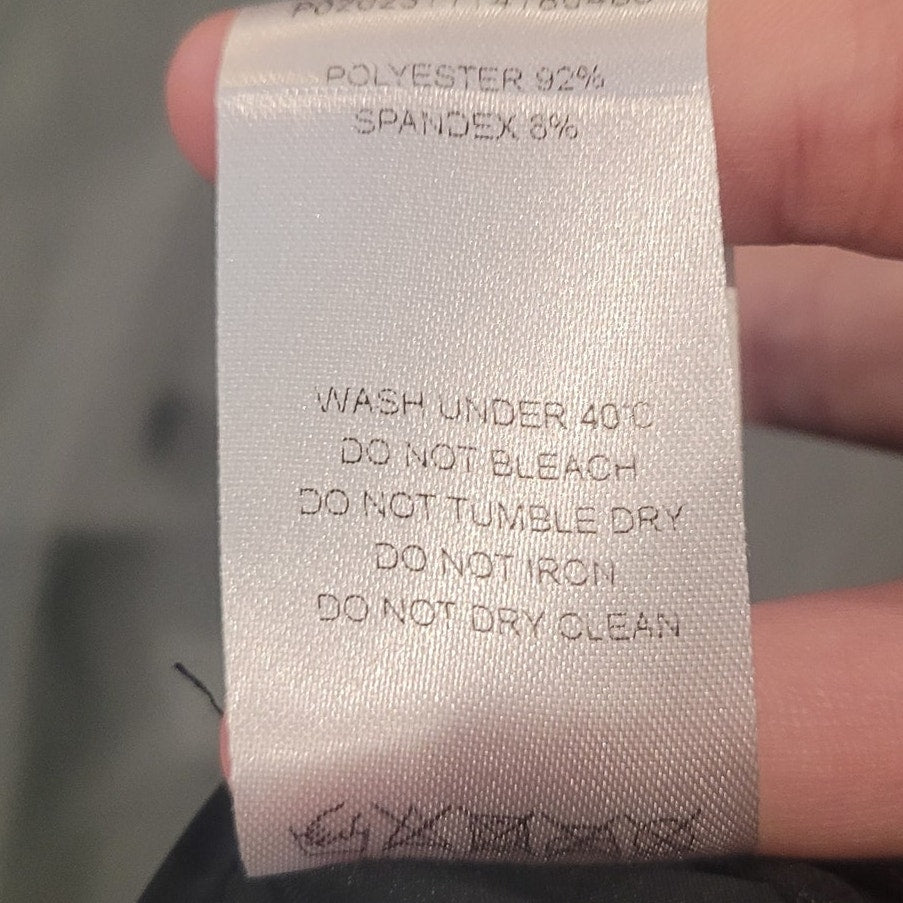 POLYESTER 92%
SPANDEX 8%
WASH UNDER 40°C
DO NOT BLEACH
DO NOT TUMBLE DRY
DO NOT IRON
DO NOT DRY CLEAN